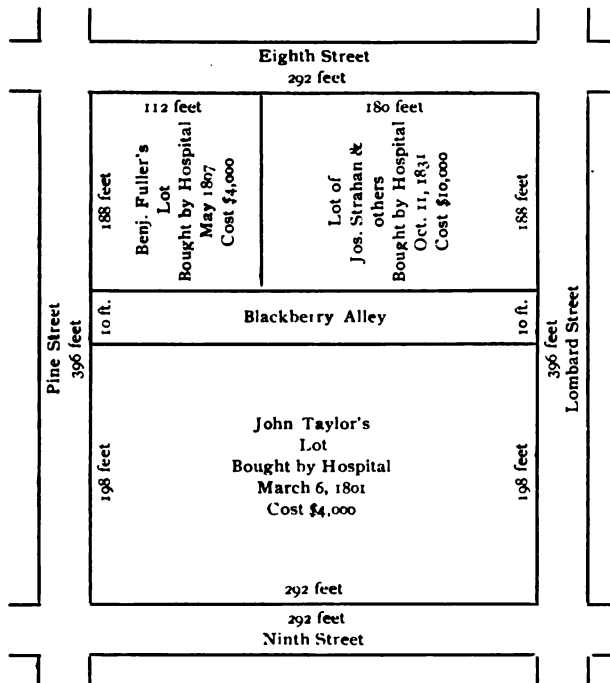 Eighth Street
292 feet
112 feet
180 feet
188 feet
Benj. Fuller's
Lot
Bought by Hospital
May 1807
Cost $4,000
Lot of
Jos. Strahan &
others
Bought by Hospital
Oct. 11, 1831
Cost $10,000
188 feet
10 ft.
Blackberry Alley
10 ft.
Pine Street
396 feet
396 feet
Lombard Street
198 feet
John Taylor's
Lot
Bought by Hospital
March 6, 1801
Cost $4,000
198 feet
292 feet
292 feet
Ninth Street